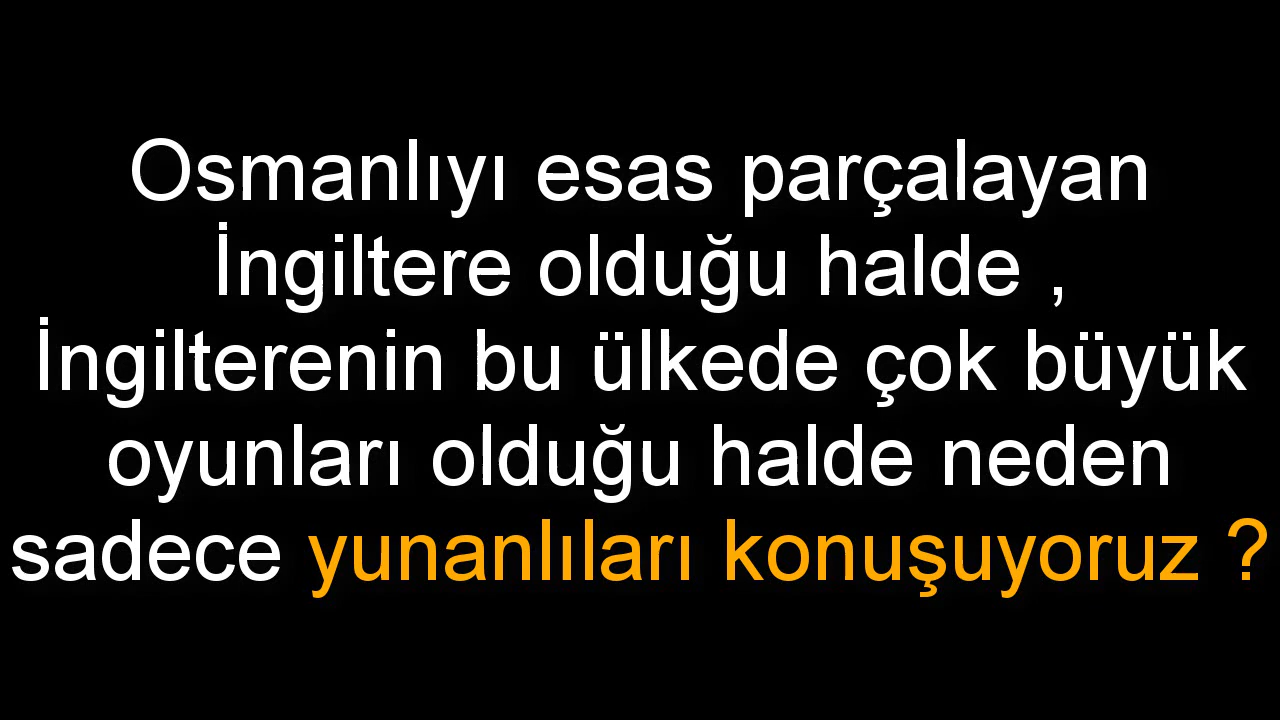 Osmanlıyı esas parçalayan
İngiltere olduğu halde ,
İngilterenin bu ülkede çok büyük
oyunları olduğu halde neden
sadece yunanlıları konuşuyoruz ?